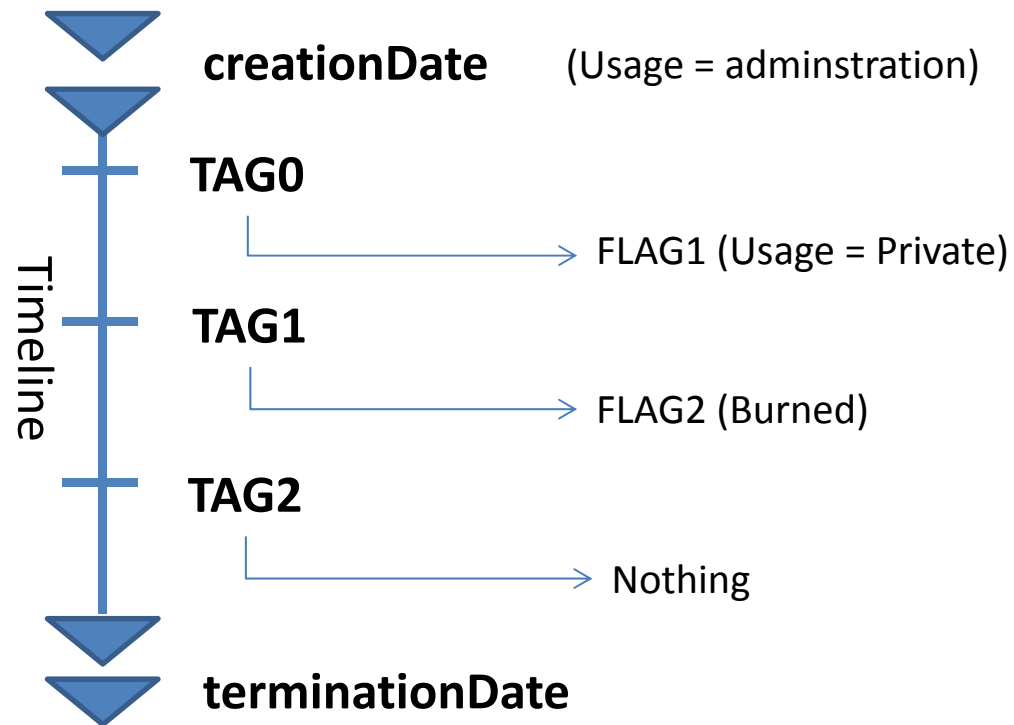 creationDate (Usage = adminstration)
TAG0
FLAG1 (Usage = Private)
Timeline
TAG1
FLAG2 (Burned)
TAG2
Nothing
terminationDate